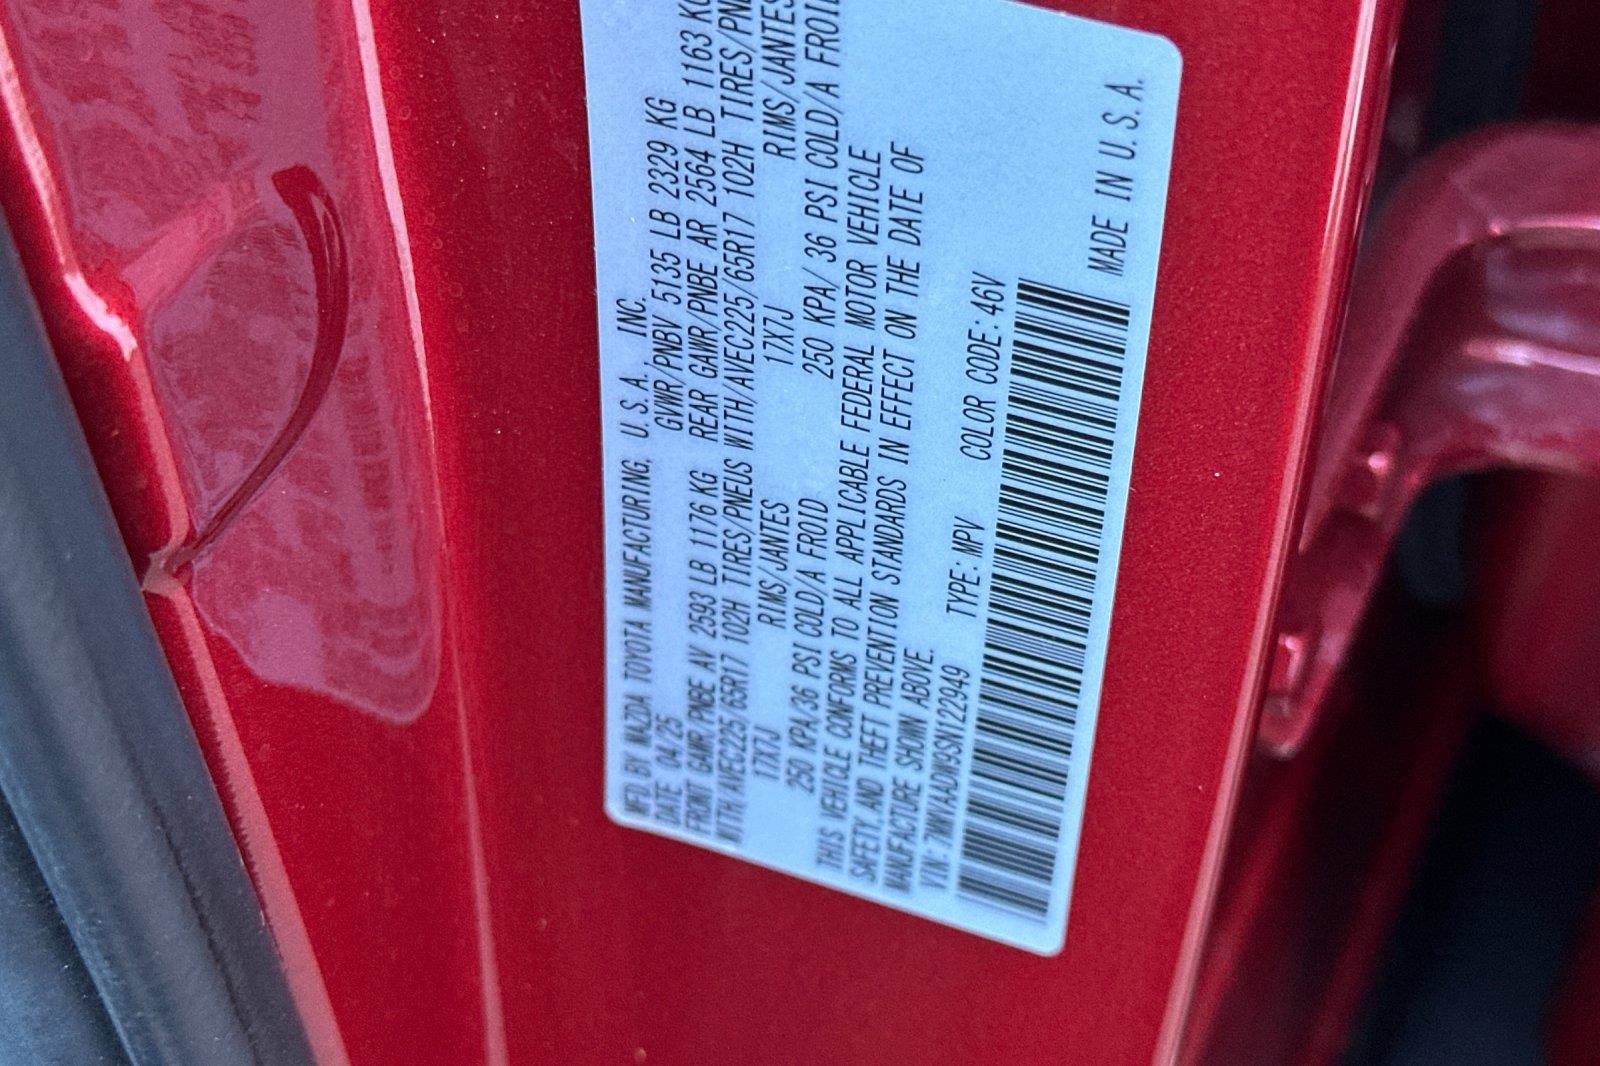 MFD. BY MAZDA TOYOTA MANUFACTURING, U.S.A. INC.
DATE 04/25 GVWR/PNBV 5135 LB 2329 KG
FRONT GAWR/PNBE AV 2593 LB 1176 KG REAR GAWR/PNBE AR 2564 LB 1163 KG
WITH/AVEC225/65R17 102H TIRES/PNEUS WITH/AVEC225/65R17 102H TIRES/
17X7J RIMS/JANTES 17X7J RIMS/JANTES
250 KPA/36 PSI COLD/A FROID 250 KPA/ 36 PSI COLD/A FROID
THIS VEHICLE CONFORMS TO ALL APPLICABLE FEDERAL MOTOR VEHICLE
SAFETY, AND THEFT PREVENTION STANDARDS IN EFFECT ON THE DATE OF
MANUFACTURE SHOWN ABOVE.
VIN: 7MMVAADW9SN122949 TYPE: MPV COLOR CODE: 46V
MADE IN U.S.A.